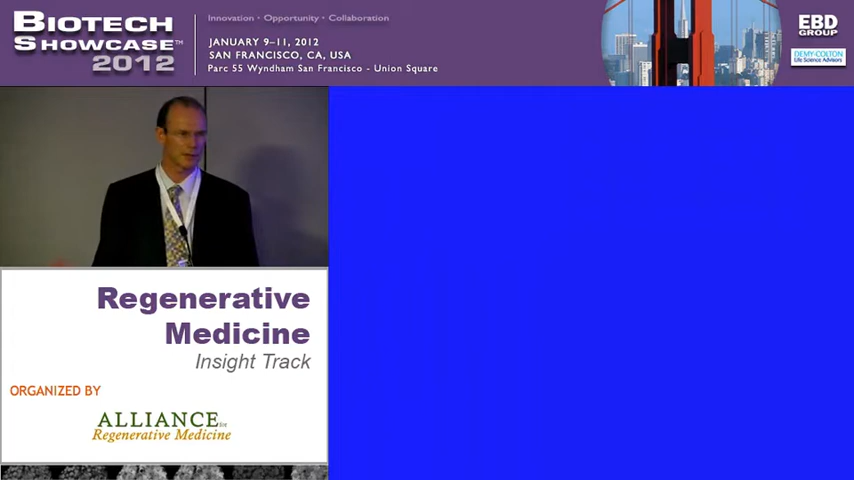 BIOTECH
SHOWCASE™
2012
Innovation · Opportunity · Collaboration
JANUARY 9–11, 2012
SAN FRANCISCO, CA, USA
Parc 55 Wyndham San Francisco - Union Square
EBD
GROUP
DEMY-COLTON
Life Science Advisors
Regenerative
Medicine
Insight Track
ORGANIZED BY
ALLIANCE for
Regenerative Medicine